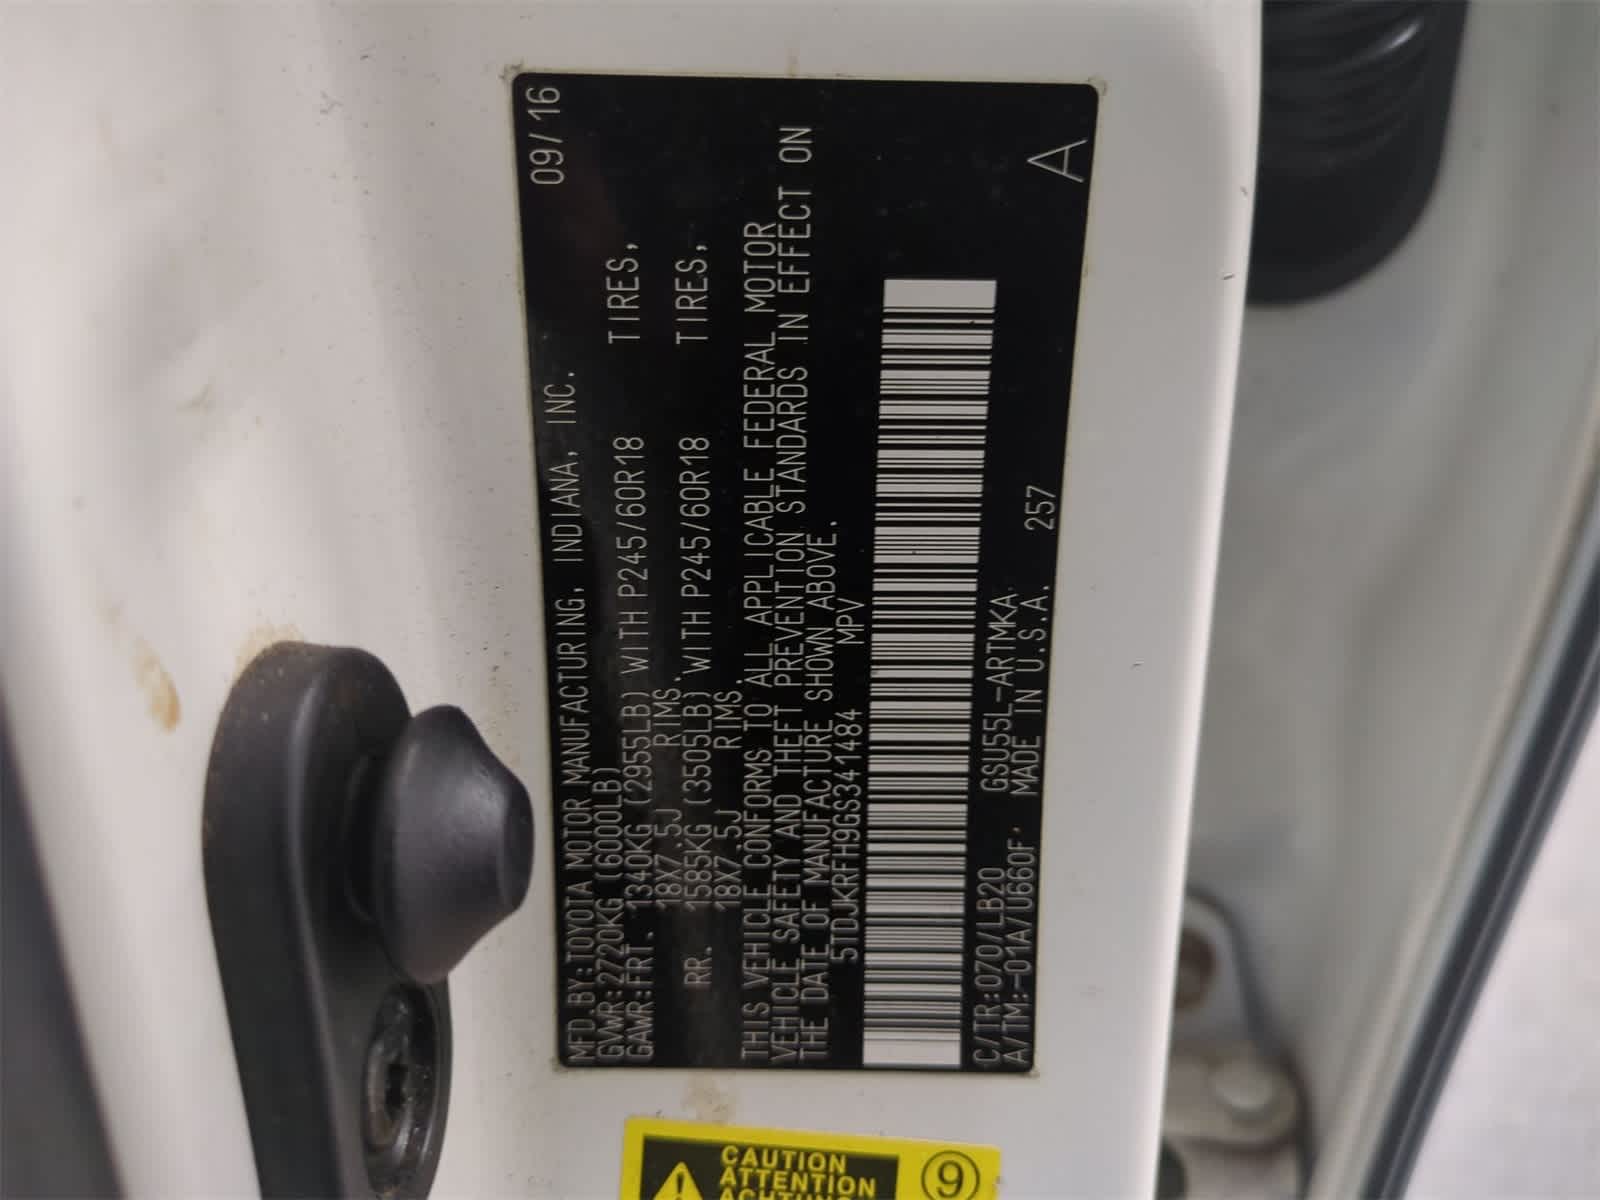 MFD.BY:TOYOTA MOTOR MANUFACTURING, INDIANA, INC. 09/16
GVWR:2720KG (6000LB)
GAWR:FRT. 1340KG (2955LB) WITH P245/60R18 TIRES,
18X7.5J RIMS.
RR. 1585KG (3505LB) WITH P245/60R18 TIRES,
18X7.5J RIMS.
THIS VEHICLE CONFORMS TO ALL APPLICABLE FEDERAL MOTOR
VEHICLE SAFETY AND THEFT PREVENTION STANDARDS IN EFFECT ON
THE DATE OF MANUFACTURE SHOWN ABOVE.
5TDJKRFH9GS341484 MPV
C/TR:070/LB20 GSU55L-ARTMKA
A/TM:-01A/U660F, MADE IN U.S.A. 257 A
CAUTION
ATTENTION
ACHTUNG
9